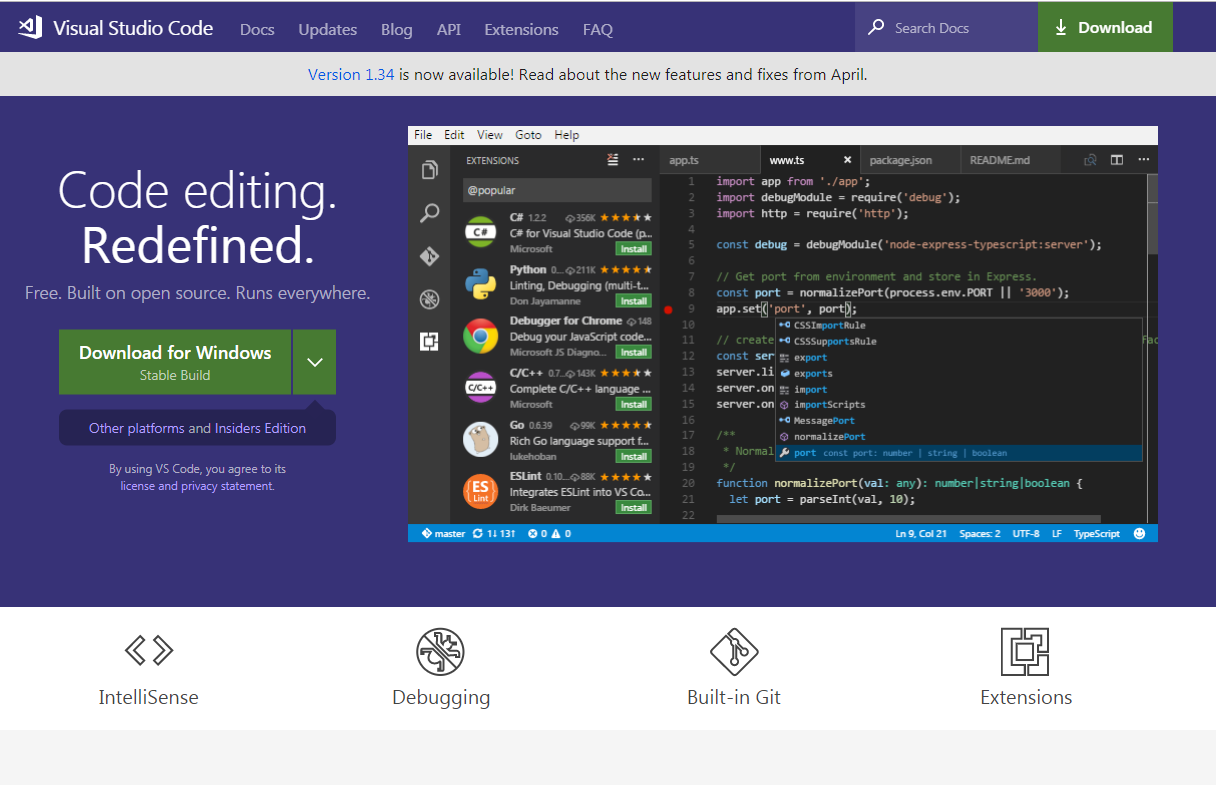 Visual Studio Code Docs Updates Blog API Extensions FAQ Search Docs Download
Version 1.34 is now available! Read about the new features and fixes from April.
Code editing.
Redefined.
Free. Built on open source. Runs everywhere.
Download for Windows
Stable Build
Other platforms and Insiders Edition
By using VS Code, you agree to its
license and privacy statement.
File Edit View Goto Help
EXTENSIONS
@popular
C# 1.2.2 356K
C# for Visual Studio Code (p...
Microsoft Install
Python 0... 211K
Linting, Debugging (multi-t...
Don Jayamanne Install
Debugger for Chrome 148
Debug your JavaScript code...
Microsoft JS Diagno... Install
C/C++ 0.7... 143K
Complete C/C++ language ...
Microsoft Install
Go 0.6.39 99K
Rich Go language support f...
lukehoban Install
ESLint 0.10... 88K
Integrates ESLint into VS Co...
Dirk Baeumer Install
C#
C/C++
ES
Lint
app.ts www.ts package.json README.md
1 import app from './app';
2 import debugModule = require('debug');
3 import http = require('http');
4
5 const debug = debugModule('node-express-typescript:server');
6
7 // Get port from environment and store in Express.
8 const port = normalizePort(process.env.PORT || '3000');
9 app.set('port', port);
10
11 // create
12 const ser
13 server.li
14 server.on
15 server.on
16
17 /**
18 * Normal
19 */
20 function normalizePort(val: any): number|string|boolean {
21 let port = parseInt(val, 10);
22
CSSImportRule
CSSSupportsRule
export
exports
import
importScripts
MessagePort
normalizePort
port const port: number | string | boolean
master 1↓ 13↑ 0 0 Ln 9, Col 21 Spaces: 2 UTF-8 LF TypeScript
IntelliSense
Debugging
Built-in Git
Extensions